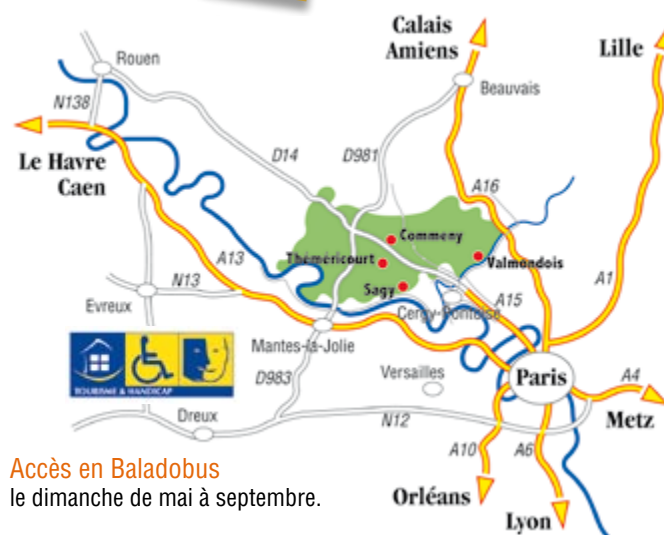 Calais
Amiens
Lille
Rouen
Beauvais
N138
Le Havre
Caen
D14
D981
A16
Commeny
Théméricourt
Valmondois
A13
N13
Sagy
A1
A15
Evreux
Cergy-Pontoise
Mantes-la-Jolie
TOURISME & HANDICAP
D983
Versailles
Paris
A4
Metz
Dreux
N12
A10
A6
Orléans
Lyon
Accès en Baladobus
le dimanche de mai à septembre.